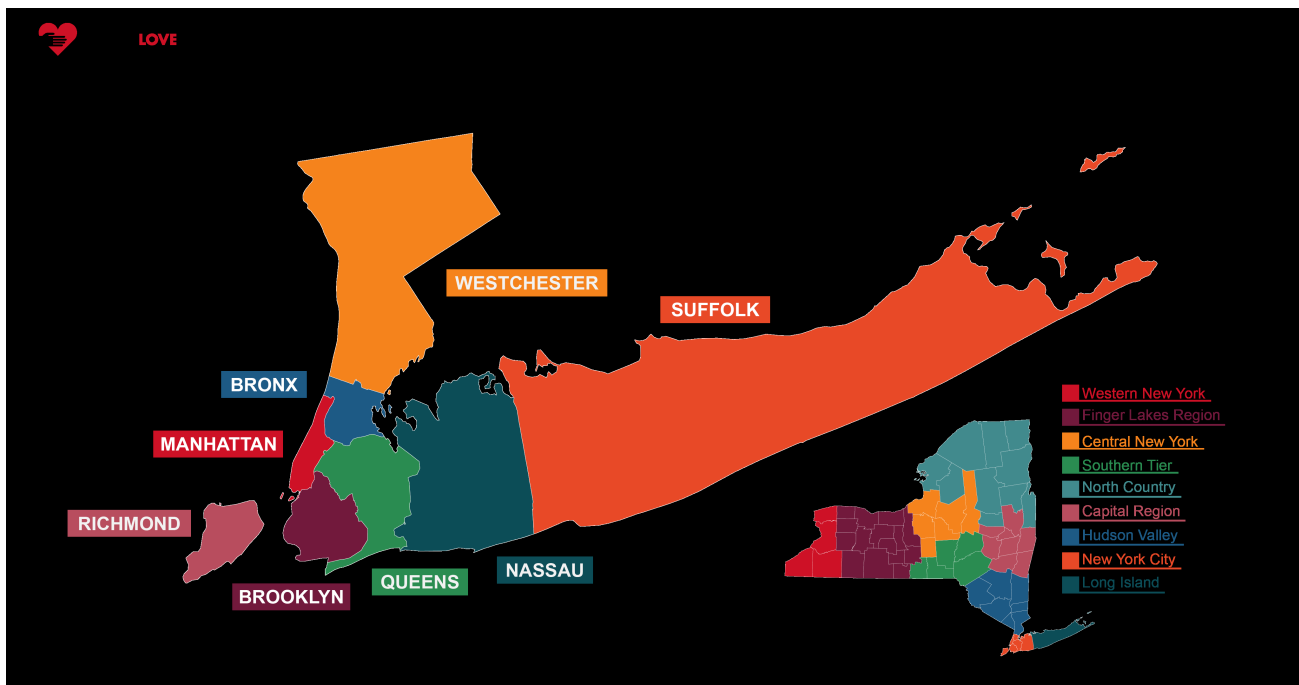 LOVE
WESTCHESTER
SUFFOLK
BRONX
MANHATTAN
RICHMOND
BROOKLYN
QUEENS
NASSAU
Western New York
Finger Lakes Region
Central New York
Southern Tier
North Country
Capital Region
Hudson Valley
New York City
Long Island